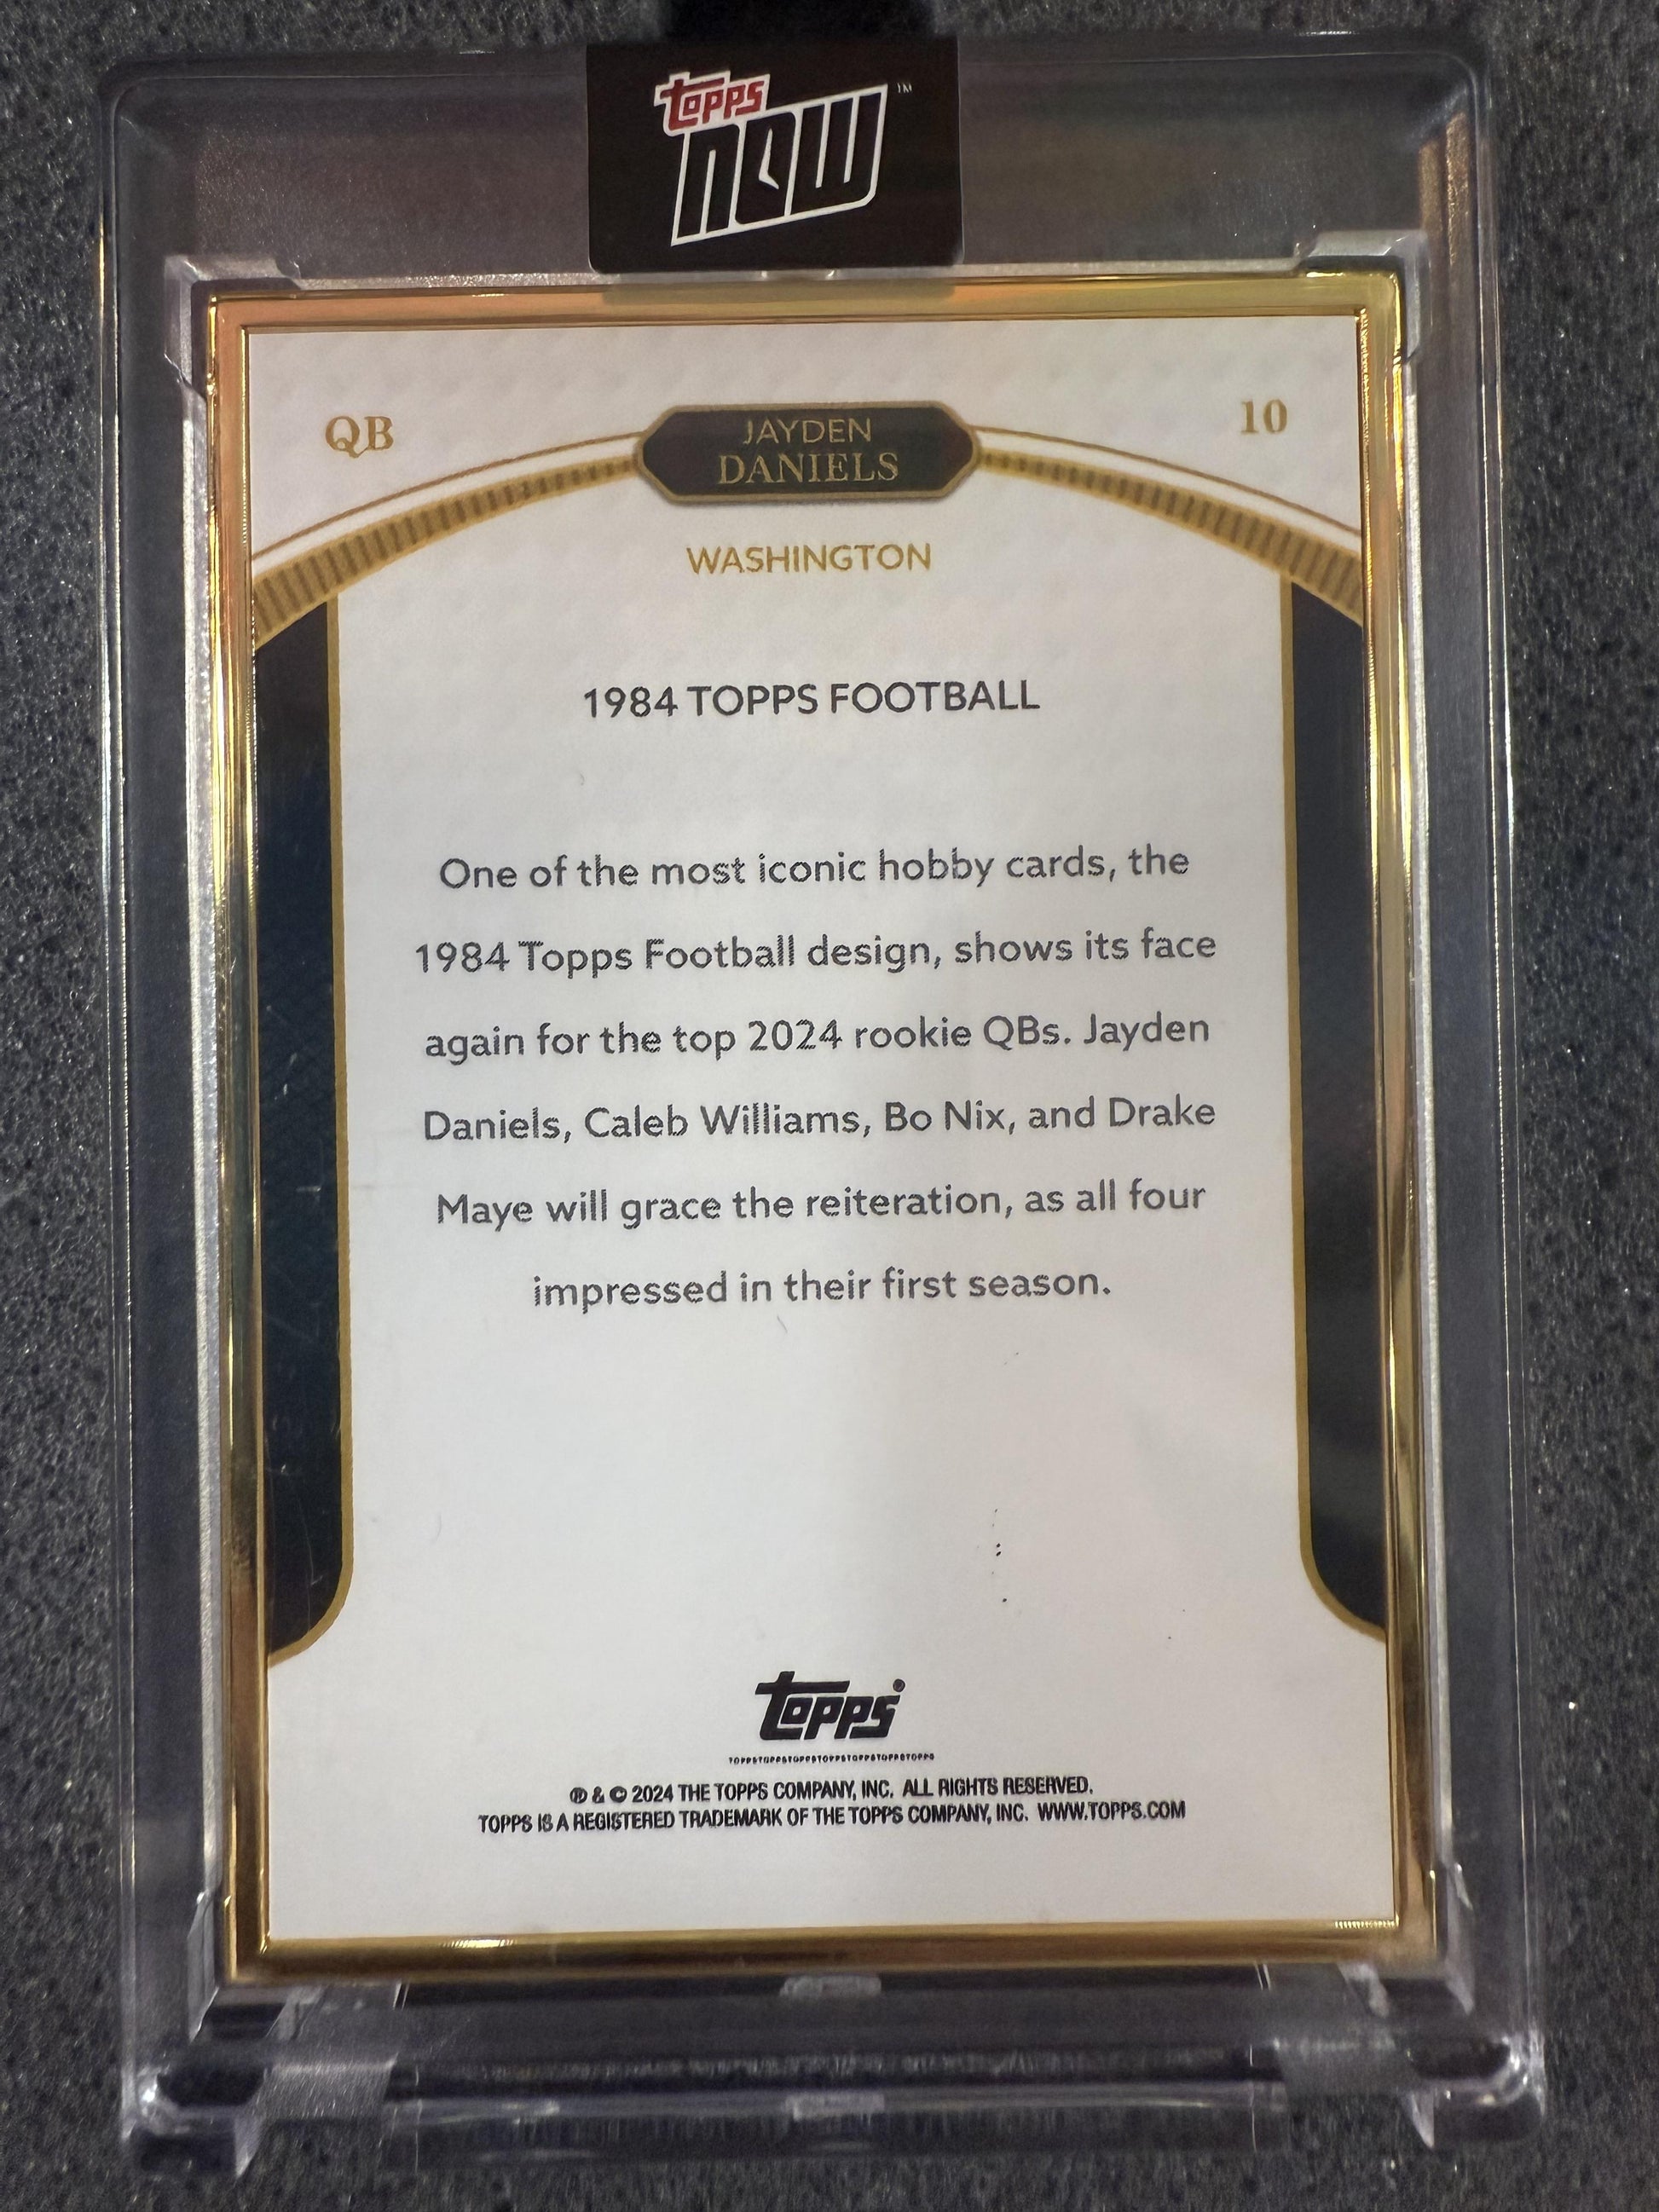 Topps
NOW™
QB
10
JAYDEN
DANIELS
WASHINGTON
1984 TOPPS FOOTBALL
One of the most iconic hobby cards, the
1984 Topps Football design, shows its face
again for the top 2024 rookie QBs. Jayden
Daniels, Caleb Williams, Bo Nix, and Drake
Maye will grace the reiteration, as all four
impressed in their first season.
Topps
TOPPSTOPPSTOPPSTOPPSTOPPSTOPPSTOPPS
® & © 2024 THE TOPPS COMPANY, INC. ALL RIGHTS RESERVED.
TOPPS IS A REGISTERED TRADEMARK OF THE TOPPS COMPANY, INC. WWW.TOPPS.COM